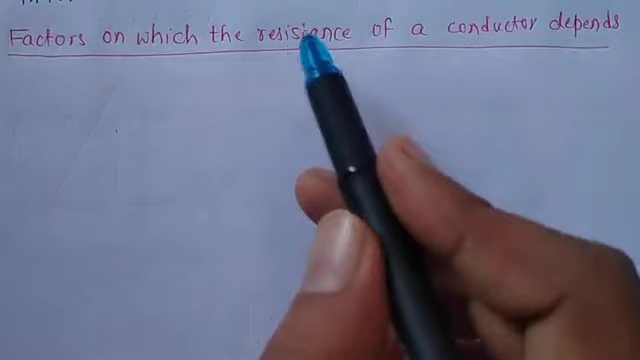 Factors on which the resistance of a conductor depends